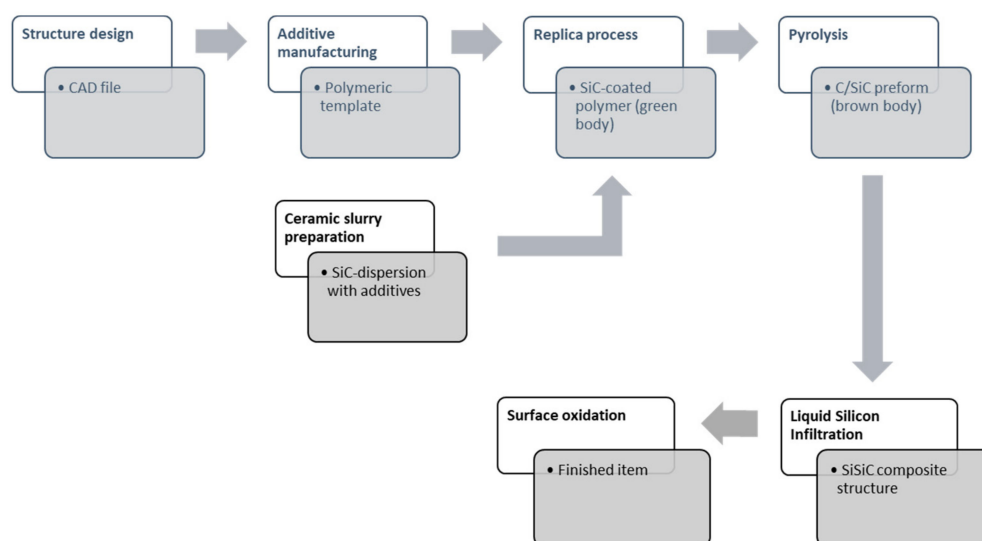 Structure design
• CAD file
Additive
manufacturing
• Polymeric
template
Replica process
• SiC-coated
polymer (green
body)
Pyrolysis
• C/SiC preform
(brown body)
Ceramic slurry
preparation
• SiC-dispersion
with additives
Surface oxidation
• Finished item
Liquid Silicon
Infiltration
• SiSiC composite
structure